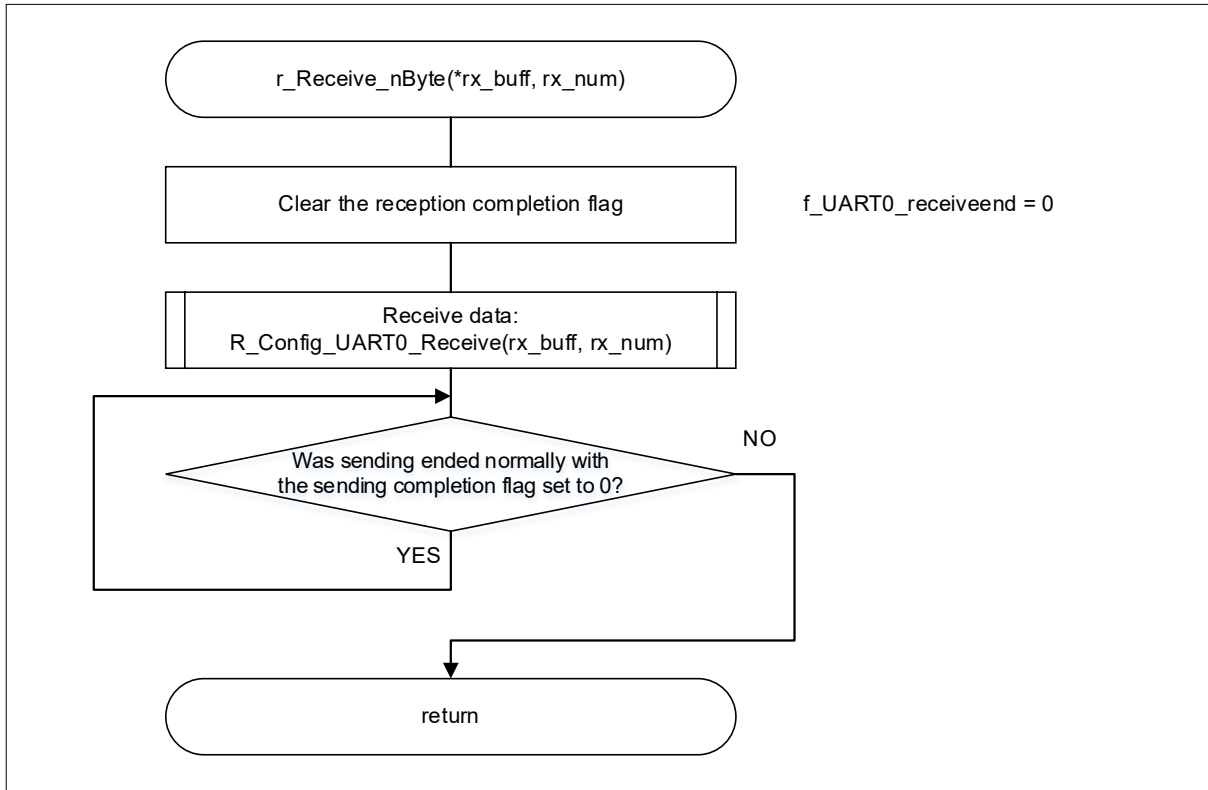 r_Receive_nByte(*rx_buff, rx_num)
Clear the reception completion flag
f_UART0_receiveend = 0
Receive data:
R_Config_UART0_Receive(rx_buff, rx_num)
NO
Was sending ended normally with
the sending completion flag set to 0?
YES
return